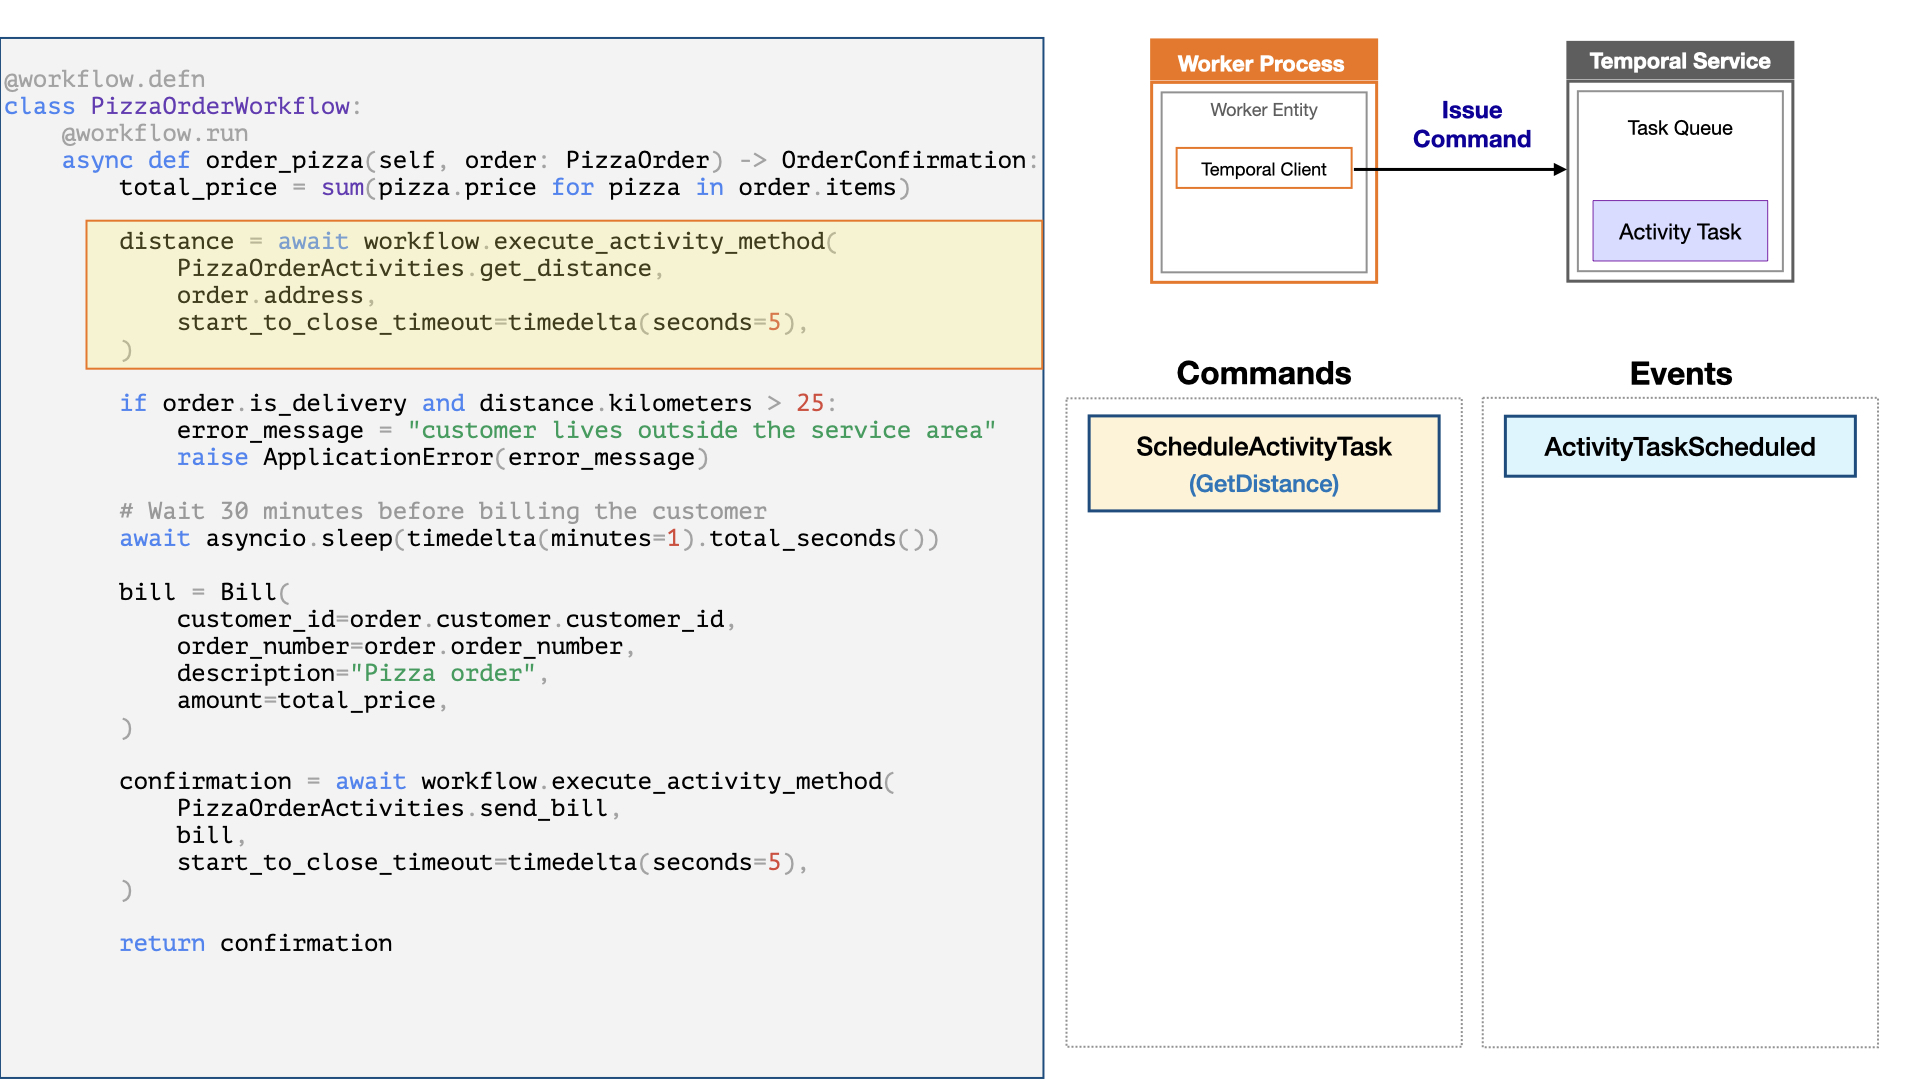 @workflow.defn
class PizzaOrderWorkflow:
    @workflow.run
    async def order_pizza(self, order: PizzaOrder) -> OrderConfirmation:
        total_price = sum(pizza.price for pizza in order.items)

        distance = await workflow.execute_activity_method(
            PizzaOrderActivities.get_distance,
            order.address,
            start_to_close_timeout=timedelta(seconds=5),
        )

        if order.is_delivery and distance.kilometers > 25:
            error_message = "customer lives outside the service area"
            raise ApplicationError(error_message)

        # Wait 30 minutes before billing the customer
        await asyncio.sleep(timedelta(minutes=1).total_seconds())

        bill = Bill(
            customer_id=order.customer.customer_id,
            order_number=order.order_number,
            description="Pizza order",
            amount=total_price,
        )

        confirmation = await workflow.execute_activity_method(
            PizzaOrderActivities.send_bill,
            bill,
            start_to_close_timeout=timedelta(seconds=5),
        )

        return confirmation
Worker Process
Worker Entity
Temporal Client
Issue
Command
Temporal Service
Task Queue
Activity Task
Commands
ScheduleActivityTask
(GetDistance)
Events
ActivityTaskScheduled